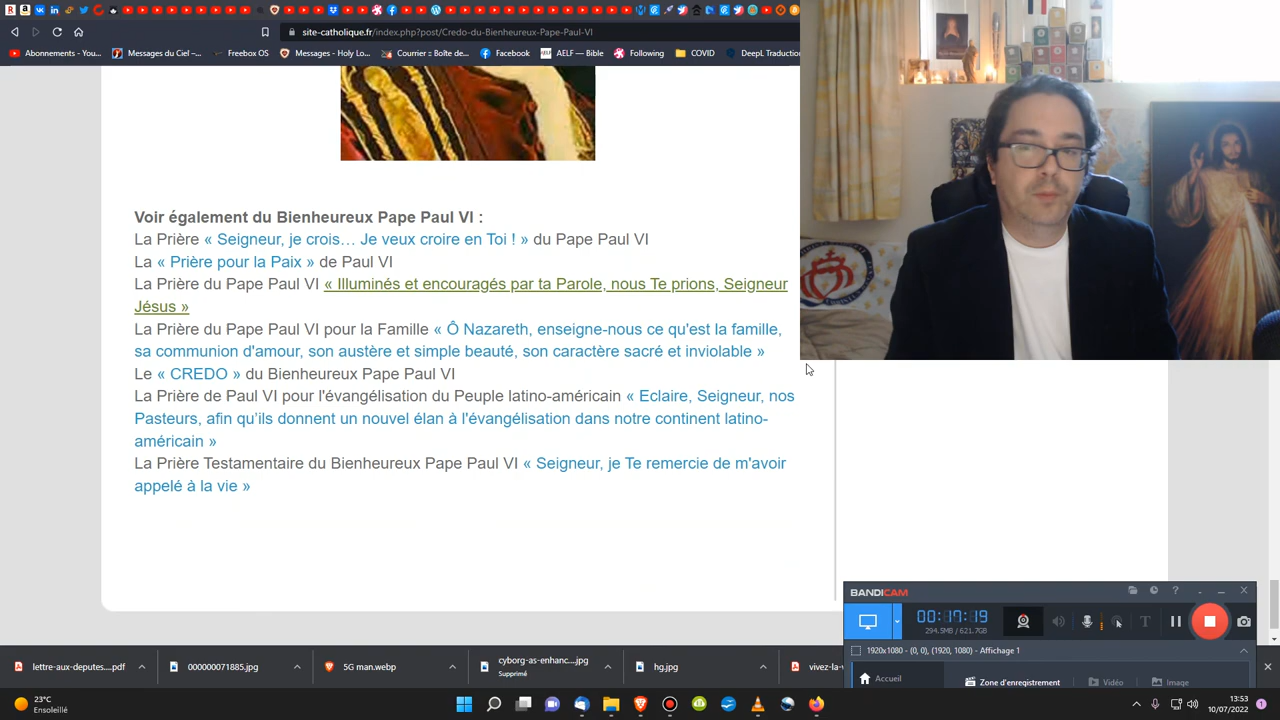 site-catholique.fr/index.php?post/Credo-du-Bienheureux-Pape-Paul-VI
Abonnements - You... Messages du Ciel –... Freebox OS Messages - Holy Lo... Courrier :: Boîte de... Facebook AELF — Bible Following COVID DeepL Traduction
Voir également du Bienheureux Pape Paul VI :
La Prière « Seigneur, je crois… Je veux croire en Toi ! » du Pape Paul VI
La « Prière pour la Paix » de Paul VI
La Prière du Pape Paul VI « Illuminés et encouragés par ta Parole, nous Te prions, Seigneur
Jésus »
La Prière du Pape Paul VI pour la Famille « Ô Nazareth, enseigne-nous ce qu'est la famille,
sa communion d'amour, son austère et simple beauté, son caractère sacré et inviolable »
Le « CREDO » du Bienheureux Pape Paul VI
La Prière de Paul VI pour l'évangélisation du Peuple latino-américain « Eclaire, Seigneur, nos
Pasteurs, afin qu’ils donnent un nouvel élan à l'évangélisation dans notre continent latino-
américain »
La Prière Testamentaire du Bienheureux Pape Paul VI « Seigneur, je Te remercie de m'avoir
appelé à la vie »
BANDICAM
00:17:19
294.5MB / 621.7GB
1920x1080 - (0, 0), (1920, 1080) - Affichage 1
Accueil
Zone d'enregistrement Vidéo Image
lettre-aux-deputes....pdf 000000071885.jpg 5G man.webp cyborg-as-enhanc....jpg hg.jpg vivez-la-v
Supprimé
23°C
Ensoleillé
13:53
10/07/2022